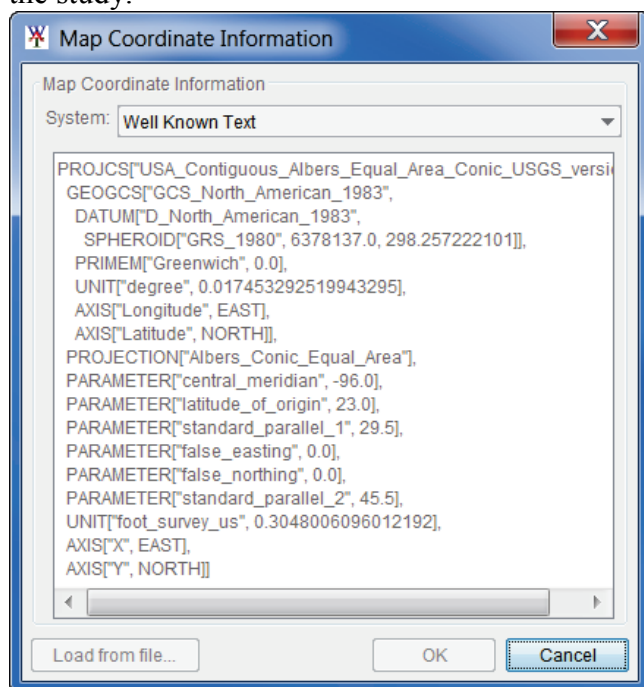 the study.
Map Coordinate Information
Map Coordinate Information
System: Well Known Text
PROJCS["USA_Contiguous_Albers_Equal_Area_Conic_USGS_versi
GEOGCS["GCS_North_American_1983",
DATUM["D_North_American_1983",
SPHEROID["GRS_1980", 6378137.0, 298.257222101]],
PRIMEM["Greenwich", 0.0],
UNIT["degree", 0.017453292519943295],
AXIS["Longitude", EAST],
AXIS["Latitude", NORTH]],
PROJECTION["Albers_Conic_Equal_Area"],
PARAMETER["central_meridian", -96.0],
PARAMETER["latitude_of_origin", 23.0],
PARAMETER["standard_parallel_1", 29.5],
PARAMETER["false_easting", 0.0],
PARAMETER["false_northing", 0.0],
PARAMETER["standard_parallel_2", 45.5],
UNIT["foot_survey_us", 0.3048006096012192],
AXIS["X", EAST],
AXIS["Y", NORTH]]
Load from file... OK Cancel